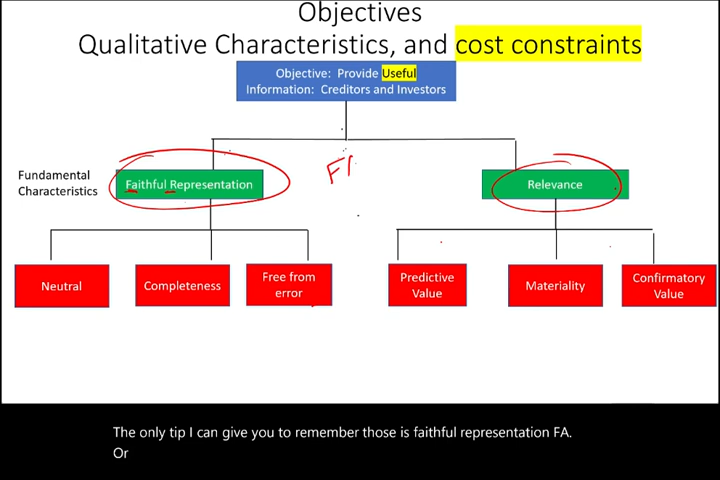 Objectives
Qualitative Characteristics, and cost constraints
Objective: Provide Useful
Information: Creditors and Investors
Fundamental
Characteristics
Faithful Representation
Relevance
Neutral
Completeness
Free from
error
Predictive
Value
Materiality
Confirmatory
Value
The only tip I can give you to remember those is faithful representation FA.
Or